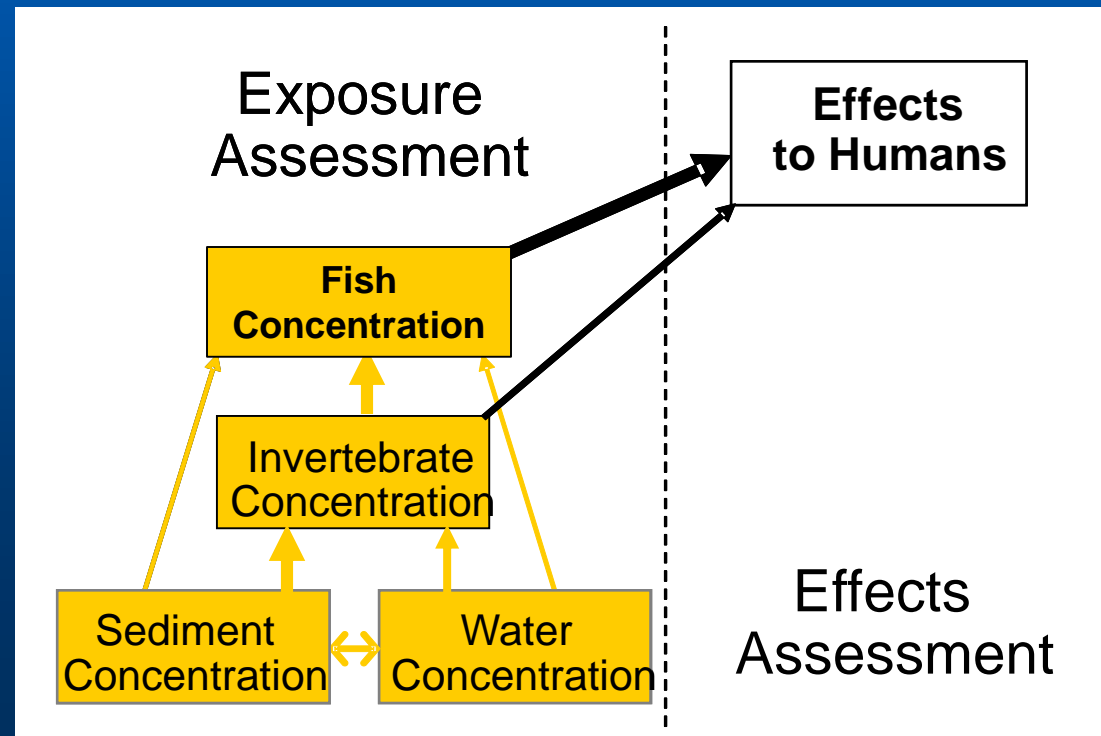 Exposure
Assessment
Effects
to Humans
Fish
Concentration
Invertebrate
Concentration
Sediment
Concentration
Water
Concentration
Effects
Assessment